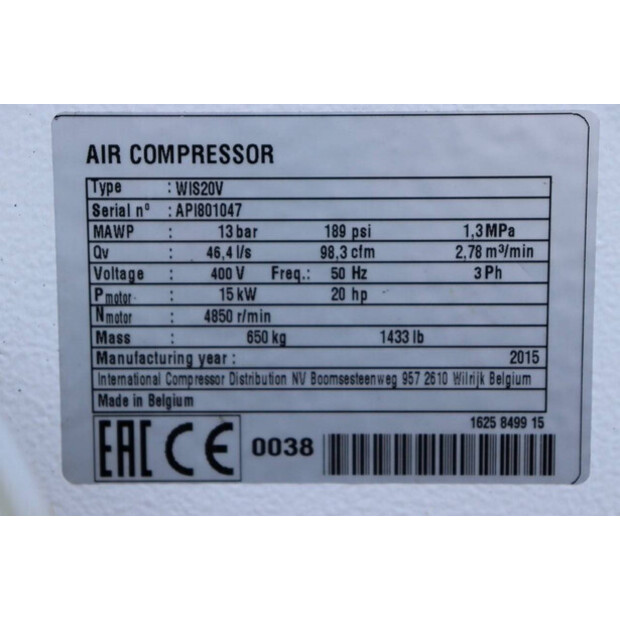 AIR COMPRESSOR
Type : WIS20V
Serial nº : API801047
MAWP : 13 bar 189 psi 1,3 MPa
Qv : 46,4 l/s 98,3 cfm 2,78 m³/min
Voltage : 400 V Freq.: 50 Hz 3 Ph
Pmotor : 15 kW 20 hp
Nmotor : 4850 r/min
Mass : 650 kg 1433 lb
Manufacturing year : 2015
International Compressor Distribution NV Boomsesteenweg 957 2610 Wilrijk Belgium
Made in Belgium
1625 8499 15
EAC CE 0038